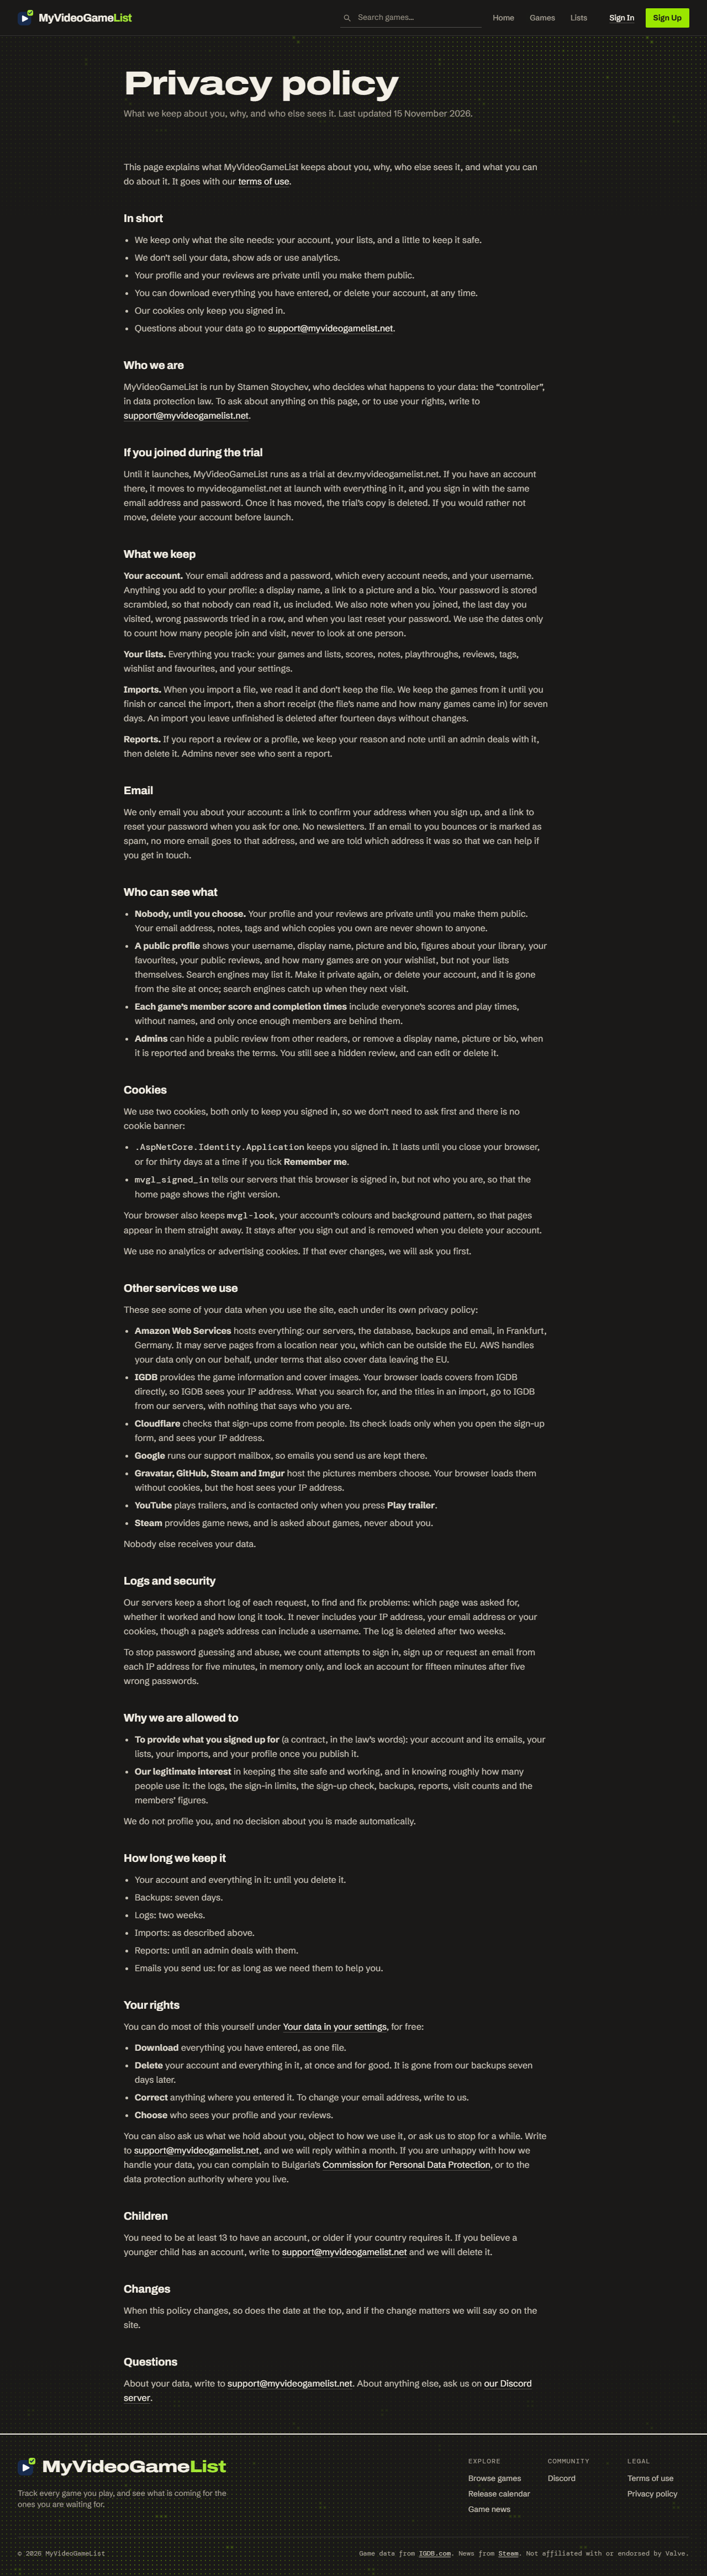 MyVideoGameList
Search games...
Home
Games
Lists
Sign In
Sign Up
Privacy policy
What we keep about you, why, and who else sees it. Last updated 15 November 2026.
This page explains what MyVideoGameList keeps about you, why, who else sees it, and what you can
do about it. It goes with our terms of use.
In short
• We keep only what the site needs: your account, your lists, and a little to keep it safe.
• We don't sell your data, show ads or use analytics.
• Your profile and your reviews are private until you make them public.
• You can download everything you have entered, or delete your account, at any time.
• Our cookies only keep you signed in.
• Questions about your data go to support@myvideogamelist.net.
Who we are
MyVideoGameList is run by Stamen Stoychev, who decides what happens to your data: the “controller”,
in data protection law. To ask about anything on this page, or to use your rights, write to
support@myvideogamelist.net.
If you joined during the trial
Until it launches, MyVideoGameList runs as a trial at dev.myvideogamelist.net. If you have an account
there, it moves to myvideogamelist.net at launch with everything in it, and you sign in with the same
email address and password. Once it has moved, the trial's copy is deleted. If you would rather not
move, delete your account before launch.
What we keep
Your account. Your email address and a password, which every account needs, and your username.
Anything you add to your profile: a display name, a link to a picture and a bio. Your password is stored
scrambled, so that nobody can read it, us included. We also note when you joined, the last day you
visited, wrong passwords tried in a row, and when you last reset your password. We use the dates only
to count how many people join and visit, never to look at one person.
Your lists. Everything you track: your games and lists, scores, notes, playthroughs, reviews, tags,
wishlist and favourites, and your settings.
Imports. When you import a file, we read it and don't keep the file. We keep the games from it until you
finish or cancel the import, then a short receipt (the file's name and how many games came in) for seven
days. An import you leave unfinished is deleted after fourteen days without changes.
Reports. If you report a review or a profile, we keep your reason and note until an admin deals with it,
then delete it. Admins never see who sent a report.
Email
We only email you about your account: a link to confirm your address when you sign up, and a link to
reset your password when you ask for one. No newsletters. If an email to you bounces or is marked as
spam, no more email goes to that address, and we are told which address it was so that we can help if
you get in touch.
Who can see what
• Nobody, until you choose. Your profile and your reviews are private until you make them public.
Your email address, notes, tags and which copies you own are never shown to anyone.
• A public profile shows your username, display name, picture and bio, figures about your library, your
favourites, your public reviews, and how many games are on your wishlist, but not your lists
themselves. Search engines may list it. Make it private again, or delete your account, and it is gone
from the site at once; search engines catch up when they next visit.
• Each game's member score and completion times include everyone's scores and play times,
without names, and only once enough members are behind them.
• Admins can hide a public review from other readers, or remove a display name, picture or bio, when
it is reported and breaks the terms. You still see a hidden review, and can edit or delete it.
Cookies
We use two cookies, both only to keep you signed in, so we don't need to ask first and there is no
cookie banner:
• .AspNetCore.Identity.Application keeps you signed in. It lasts until you close your browser,
or for thirty days at a time if you tick Remember me.
• mvgl_signed_in tells our servers that this browser is signed in, but not who you are, so that the
home page shows the right version.
Your browser also keeps mvgl-look, your account's colours and background pattern, so that pages
appear in them straight away. It stays after you sign out and is removed when you delete your account.
We use no analytics or advertising cookies. If that ever changes, we will ask you first.
Other services we use
These see some of your data when you use the site, each under its own privacy policy:
• Amazon Web Services hosts everything: our servers, the database, backups and email, in Frankfurt,
Germany. It may serve pages from a location near you, which can be outside the EU. AWS handles
your data only on our behalf, under terms that also cover data leaving the EU.
• IGDB provides the game information and cover images. Your browser loads covers from IGDB
directly, so IGDB sees your IP address. What you search for, and the titles in an import, go to IGDB
from our servers, with nothing that says who you are.
• Cloudflare checks that sign-ups come from people. Its check loads only when you open the sign-up
form, and sees your IP address.
• Google runs our support mailbox, so emails you send us are kept there.
• Gravatar, GitHub, Steam and Imgur host the pictures members choose. Your browser loads them
without cookies, but the host sees your IP address.
• YouTube plays trailers, and is contacted only when you press Play trailer.
• Steam provides game news, and is asked about games, never about you.
Nobody else receives your data.
Logs and security
Our servers keep a short log of each request, to find and fix problems: which page was asked for,
whether it worked and how long it took. It never includes your IP address, your email address or your
cookies, though a page's address can include a username. The log is deleted after two weeks.
To stop password guessing and abuse, we count attempts to sign in, sign up or request an email from
each IP address for five minutes, in memory only, and lock an account for fifteen minutes after five
wrong passwords.
Why we are allowed to
• To provide what you signed up for (a contract, in the law's words): your account and its emails, your
lists, your imports, and your profile once you publish it.
• Our legitimate interest in keeping the site safe and working, and in knowing roughly how many
people use it: the logs, the sign-in limits, the sign-up check, backups, reports, visit counts and the
members' figures.
We do not profile you, and no decision about you is made automatically.
How long we keep it
• Your account and everything in it: until you delete it.
• Backups: seven days.
• Logs: two weeks.
• Imports: as described above.
• Reports: until an admin deals with them.
• Emails you send us: for as long as we need them to help you.
Your rights
You can do most of this yourself under Your data in your settings, for free:
• Download everything you have entered, as one file.
• Delete your account and everything in it, at once and for good. It is gone from our backups seven
days later.
• Correct anything where you entered it. To change your email address, write to us.
• Choose who sees your profile and your reviews.
You can also ask us what we hold about you, object to how we use it, or ask us to stop for a while. Write
to support@myvideogamelist.net, and we will reply within a month. If you are unhappy with how we
handle your data, you can complain to Bulgaria's Commission for Personal Data Protection, or to the
data protection authority where you live.
Children
You need to be at least 13 to have an account, or older if your country requires it. If you believe a
younger child has an account, write to support@myvideogamelist.net and we will delete it.
Changes
When this policy changes, so does the date at the top, and if the change matters we will say so on the
site.
Questions
About your data, write to support@myvideogamelist.net. About anything else, ask us on our Discord
server.
MyVideoGameList
Track every game you play, and see what is coming for the
ones you are waiting for.
EXPLORE
Browse games
Release calendar
Game news
COMMUNITY
Discord
LEGAL
Terms of use
Privacy policy
© 2026 MyVideoGameList
Game data from IGDB.com. News from Steam. Not affiliated with or endorsed by Valve.